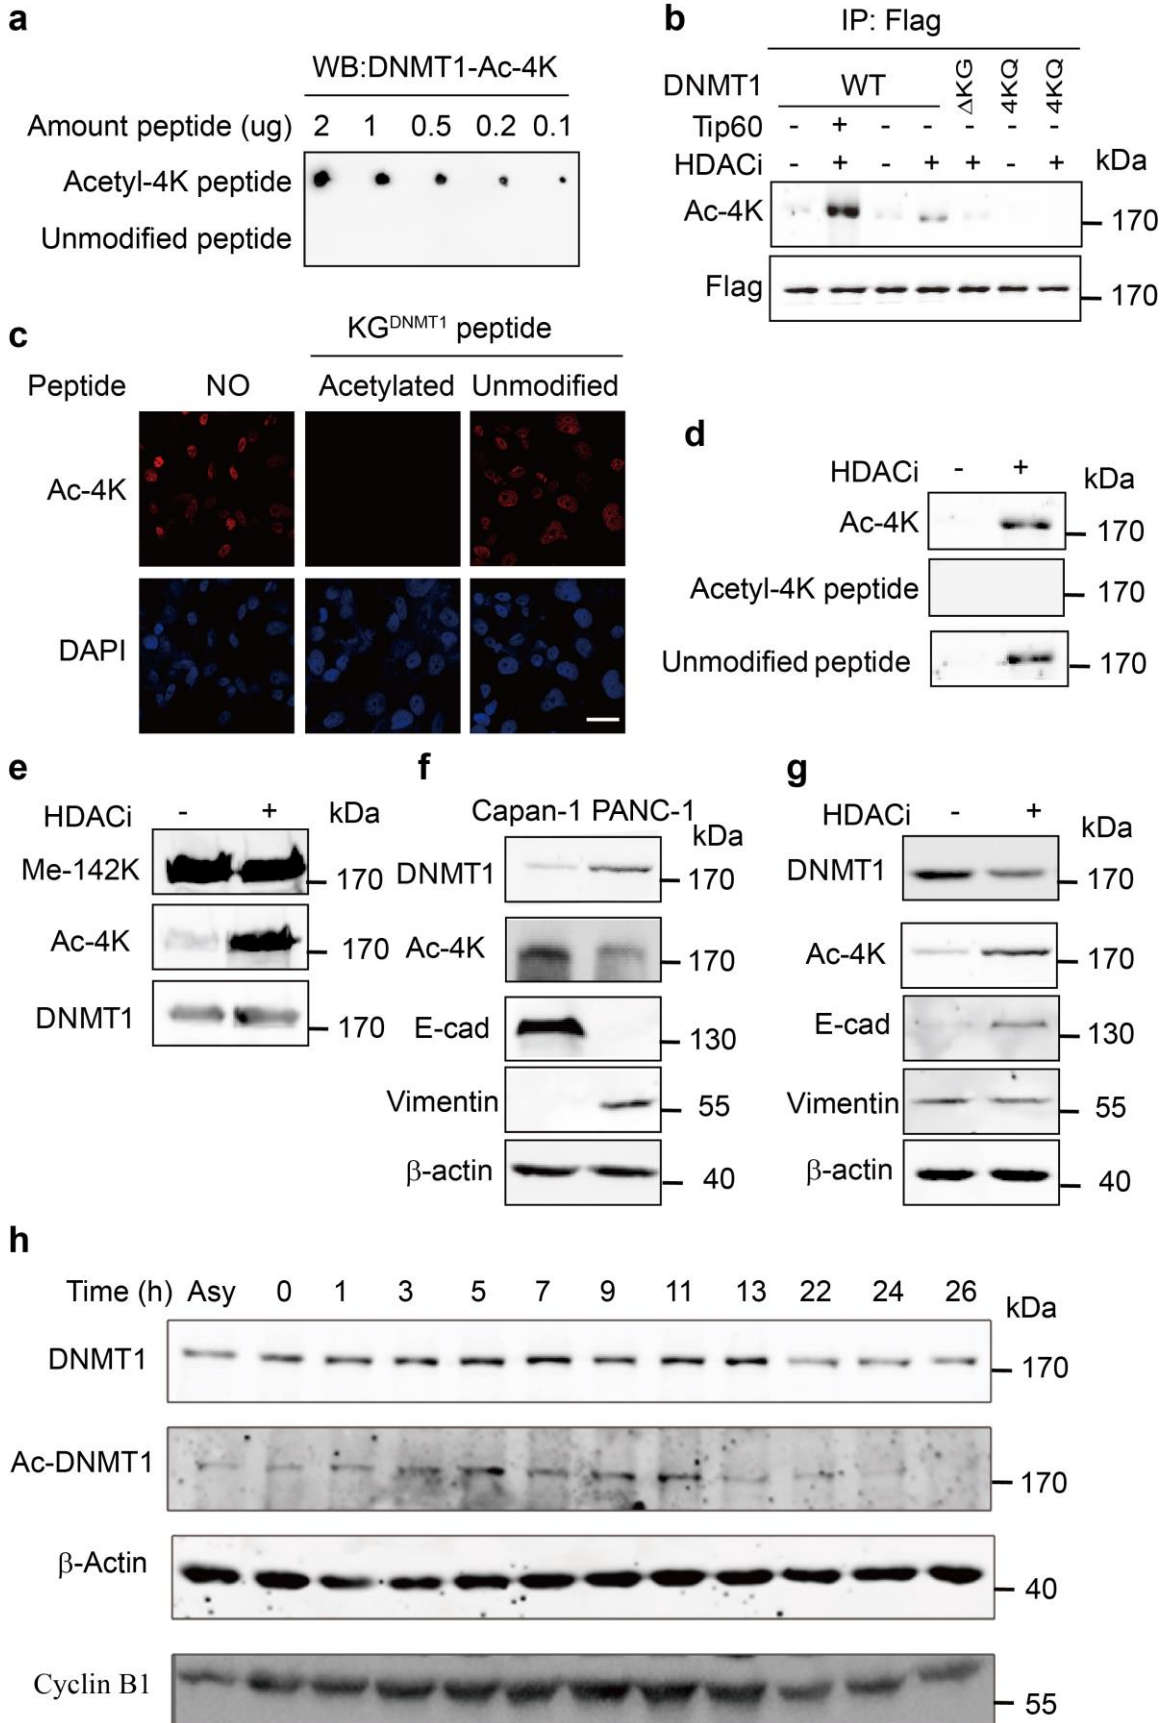 a
WB:DNMT1-Ac-4K
Amount peptide (ug) 2 1 0.5 0.2 0.1
Acetyl-4K peptide
Unmodified peptide
b
IP: Flag
DNMT1 WT ΔKG 4KQ 4KQ
Tip60 - + - - - - -
HDACi - + - + + - + kDa
Ac-4K 170
Flag 170
c
KG^DNMT1 peptide
Peptide NO Acetylated Unmodified
Ac-4K
DAPI
d
HDACi - + kDa
Ac-4K 170
Acetyl-4K peptide 170
Unmodified peptide 170
e
HDACi - + kDa
Me-142K 170
Ac-4K 170
DNMT1 170
f
Capan-1 PANC-1
kDa
DNMT1 170
Ac-4K 170
E-cad 130
Vimentin 55
β-actin 40
g
HDACi - + kDa
DNMT1 170
Ac-4K 170
E-cad 130
Vimentin 55
β-actin 40
h
Time (h) Asy 0 1 3 5 7 9 11 13 22 24 26 kDa
DNMT1 170
Ac-DNMT1 170
β-Actin 40
Cyclin B1 55